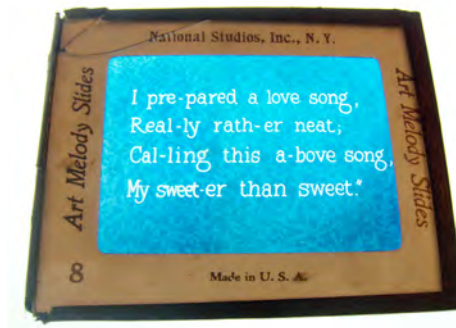 National Studios, Inc., N. Y.
Art Melody Slides
I pre-pared a love song,
Real-ly rath-er neat;
Cal-ling this a-bove song,
My sweet-er than sweet."
Art Melody Slides
8
Made in U. S. A.